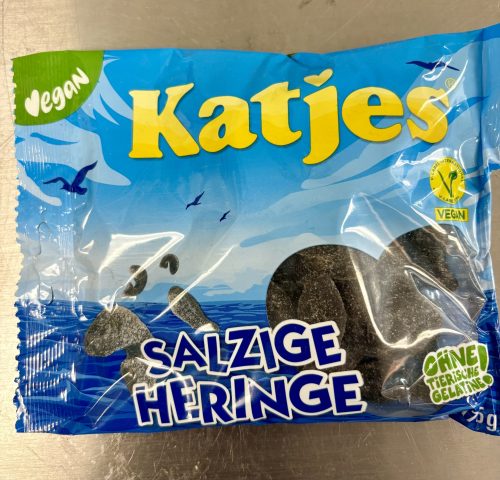 Vegan
Katjes®
VEGAN
SALZIGE
HERINGE
OHNE
TIERISCHE
GELATINE!